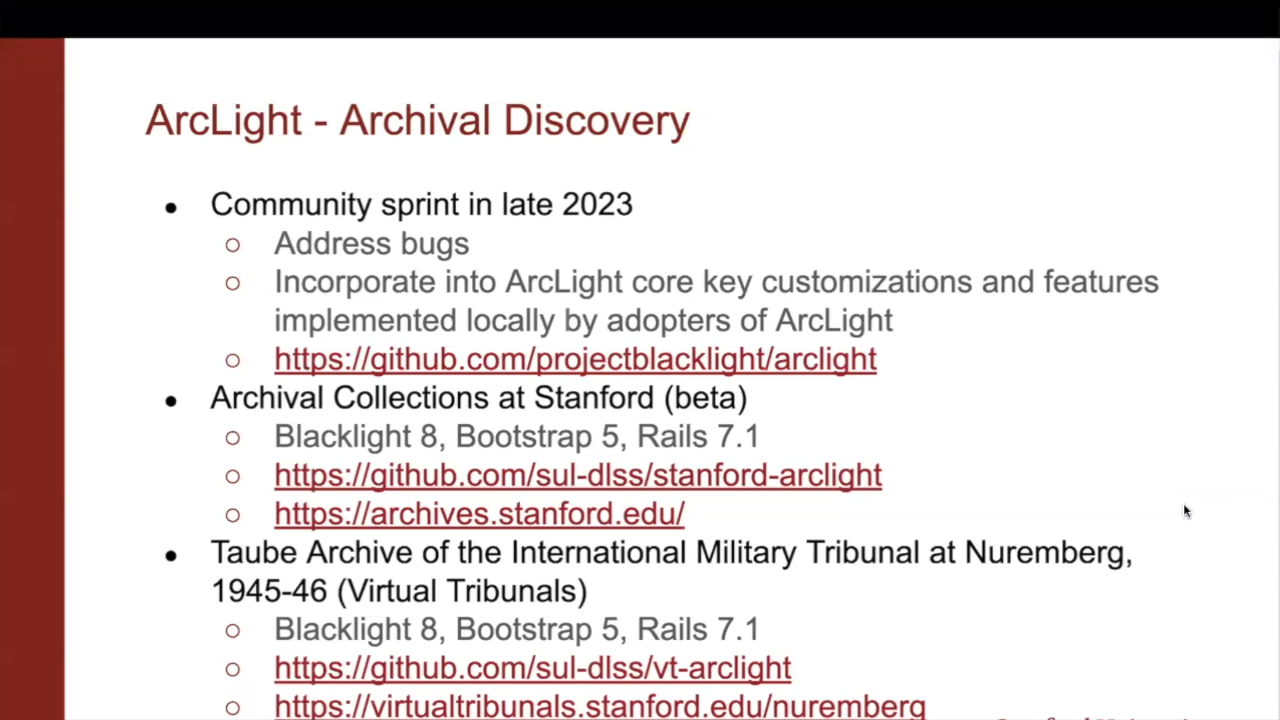 ArcLight - Archival Discovery
● Community sprint in late 2023
○ Address bugs
○ Incorporate into ArcLight core key customizations and features
implemented locally by adopters of ArcLight
○ https://github.com/projectblacklight/arclight
● Archival Collections at Stanford (beta)
○ Blacklight 8, Bootstrap 5, Rails 7.1
○ https://github.com/sul-dlss/stanford-arclight
○ https://archives.stanford.edu/
● Taube Archive of the International Military Tribunal at Nuremberg,
1945-46 (Virtual Tribunals)
○ Blacklight 8, Bootstrap 5, Rails 7.1
○ https://github.com/sul-dlss/vt-arclight
○ https://virtualtribunals.stanford.edu/nuremberg